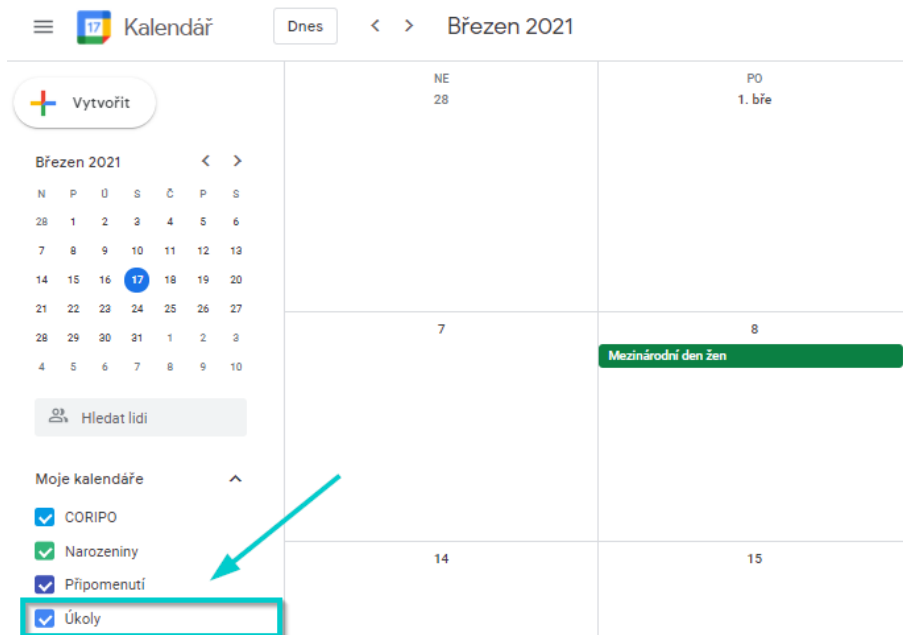 17 Kalendář Dnes < > Březen 2021
Vytvořit
Březen 2021 < >
N P Ú S Č P S
28 1 2 3 4 5 6
7 8 9 10 11 12 13
14 15 16 17 18 19 20
21 22 23 24 25 26 27
28 29 30 31 1 2 3
4 5 6 7 8 9 10
Hledat lidi
Moje kalendáře
CORIPO
Narozeniny
Připomenutí
Úkoly
NE PO
28 1. bře
7 8
Mezinárodní den žen
14 15